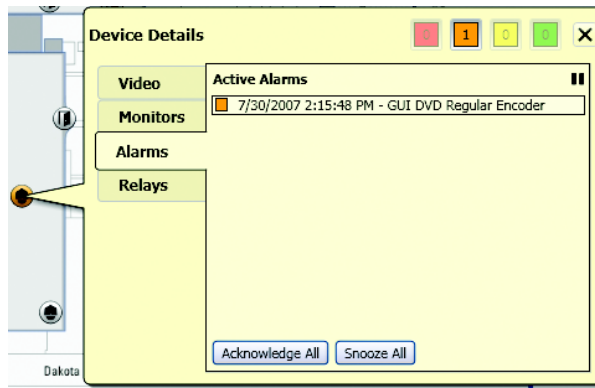 Device Details
0 1 0 0
Video
Monitors
Alarms
Relays
Active Alarms
7/30/2007 2:15:48 PM - GUI DVD Regular Encoder
Acknowledge All Snooze All
Dakota